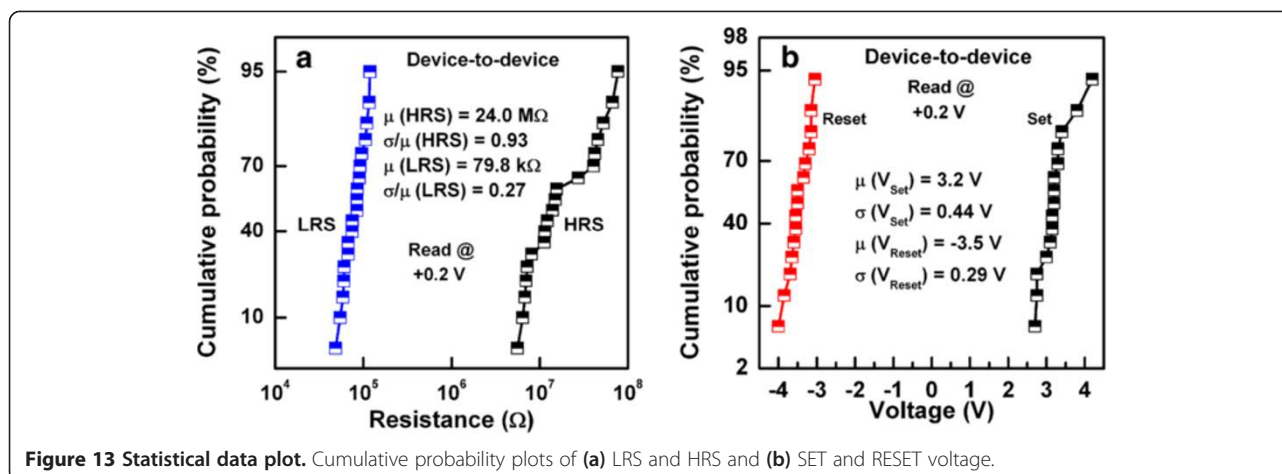 a
Device-to-device
μ (HRS) = 24.0 MΩ
σ/μ (HRS) = 0.93
μ (LRS) = 79.8 kΩ
σ/μ (LRS) = 0.27
LRS
HRS
Read @
+0.2 V
Cumulative probability (%)
95
70
40
10
10⁴ 10⁵ 10⁶ 10⁷ 10⁸
Resistance (Ω)
b
Device-to-device
Read @
+0.2 V
Reset
Set
μ (V_Set) = 3.2 V
σ (V_Set) = 0.44 V
μ (V_Reset) = -3.5 V
σ (V_Reset) = 0.29 V
Cumulative probability (%)
98
95
70
40
10
2
-4 -3 -2 -1 0 1 2 3 4
Voltage (V)
Figure 13 Statistical data plot. Cumulative probability plots of (a) LRS and HRS and (b) SET and RESET voltage.